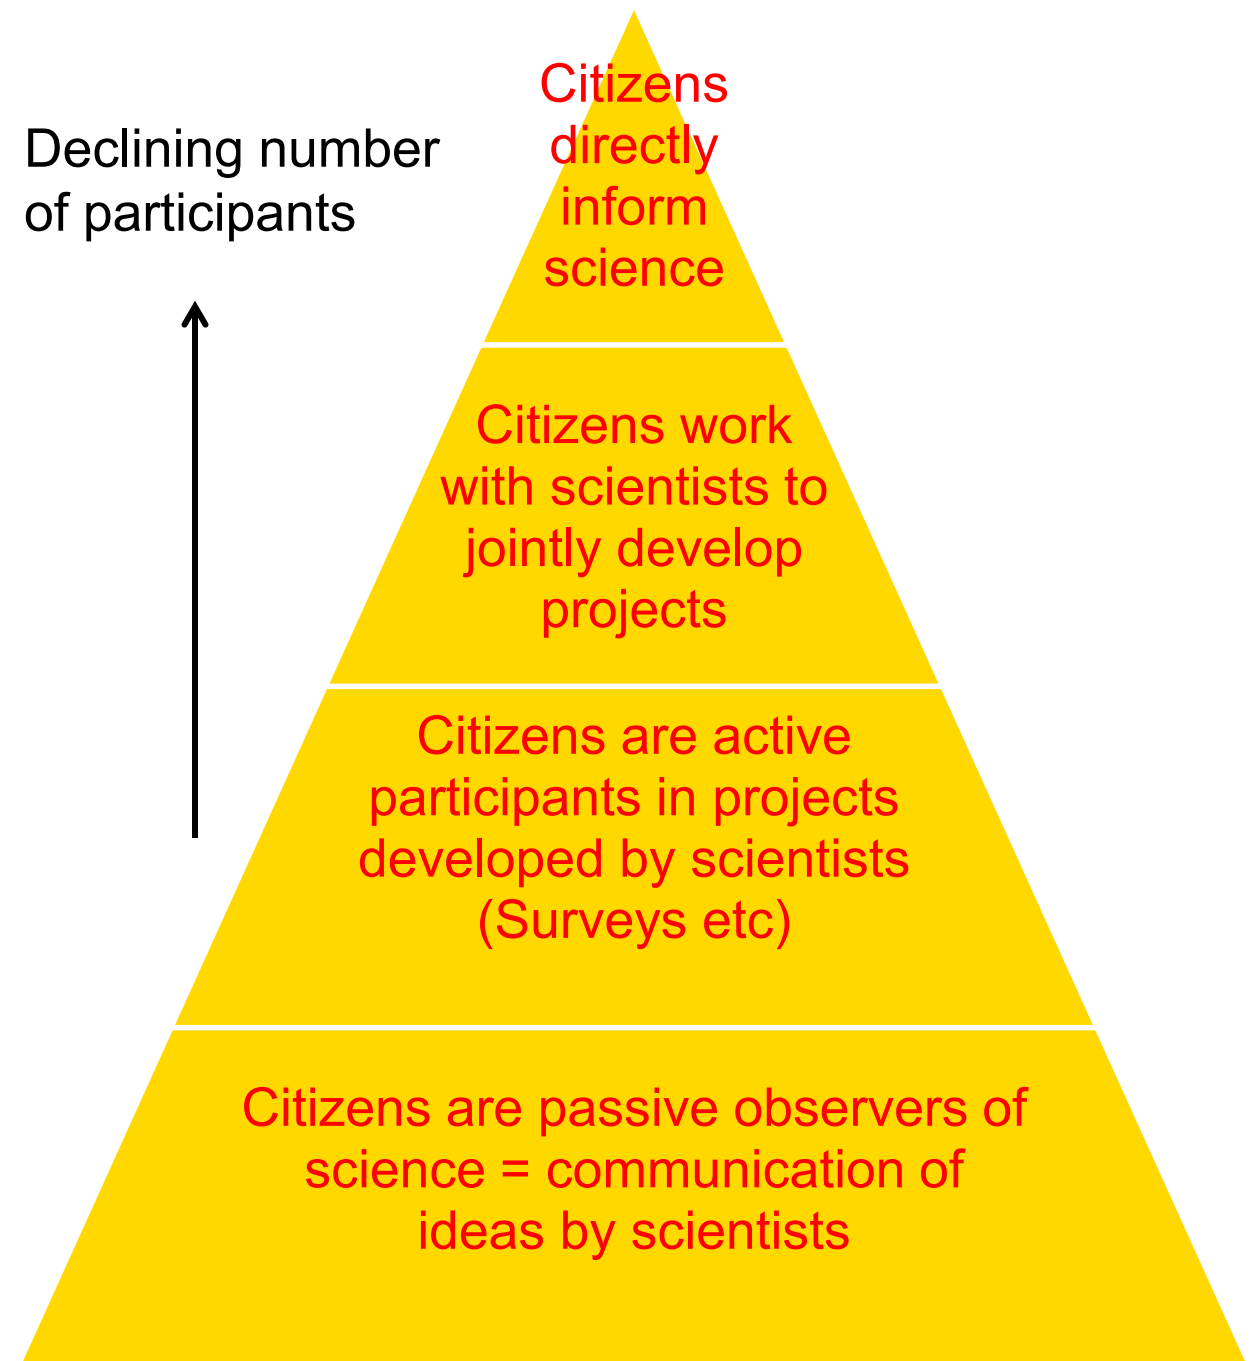 Citizens
directly
inform
science
Declining number
of participants
Citizens work
with scientists to
jointly develop
projects
Citizens are active
participants in projects
developed by scientists
(Surveys etc)
Citizens are passive observers of
science = communication of
ideas by scientists